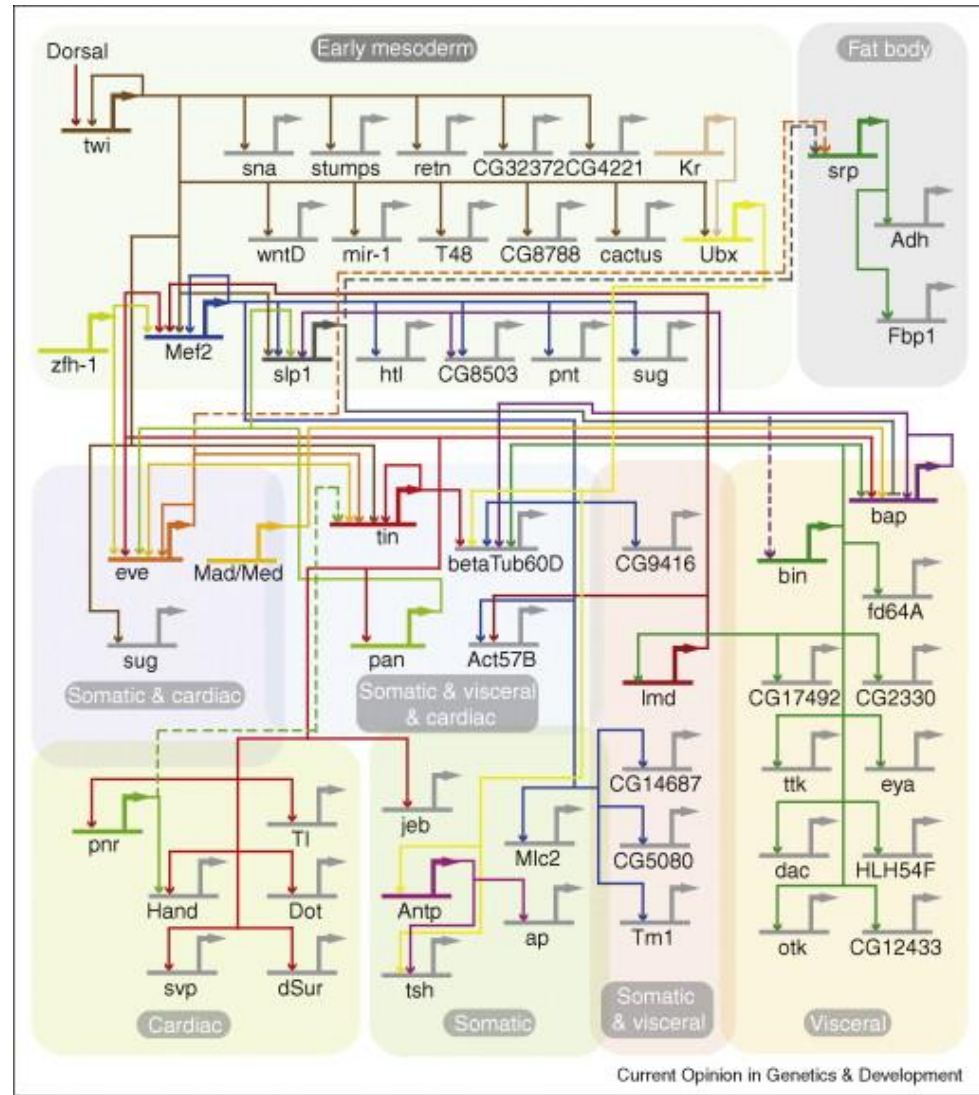 Early mesoderm
Fat body
Dorsal
twi
sna
stumps
retn
CG32372
CG4221
Kr
srp
wntD
mir-1
T48
CG8788
cactus
Ubx
Adh
zfh-1
Mef2
slp1
htl
CG8503
pnt
sug
Fbp1
eve
Mad/Med
tin
betaTub60D
CG9416
bin
bap
fd64A
sug
pan
Act57B
lmd
CG17492
CG2330
Somatic & cardiac
Somatic & visceral
& cardiac
pnr
Tl
jeb
Mlc2
CG14687
ttk
eya
Hand
Dot
Antp
ap
CG5080
dac
HLH54F
svp
dSur
tsh
Tm1
otk
CG12433
Cardiac
Somatic
Somatic
& visceral
Visceral
Current Opinion in Genetics & Development